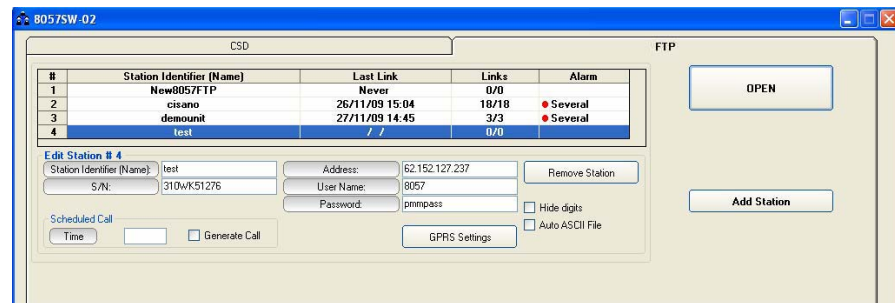 8057SW-02
CSD FTP
# Station Identifier (Name) Last Link Links Alarm
1 New8057FTP Never 0/0
2 cisano 26/11/09 15:04 18/18 Several
3 demounit 27/11/09 14:45 3/3 Several
4 test / / 0/0
OPEN
Edit Station # 4
Station Identifier (Name): test Address: 62.152.127.237 Remove Station
S/N: 310WK51276 User Name: 8057
Password: pmmpass Hide digits
Add Station
Scheduled Call Auto ASCII File
Time Generate Call GPRS Settings